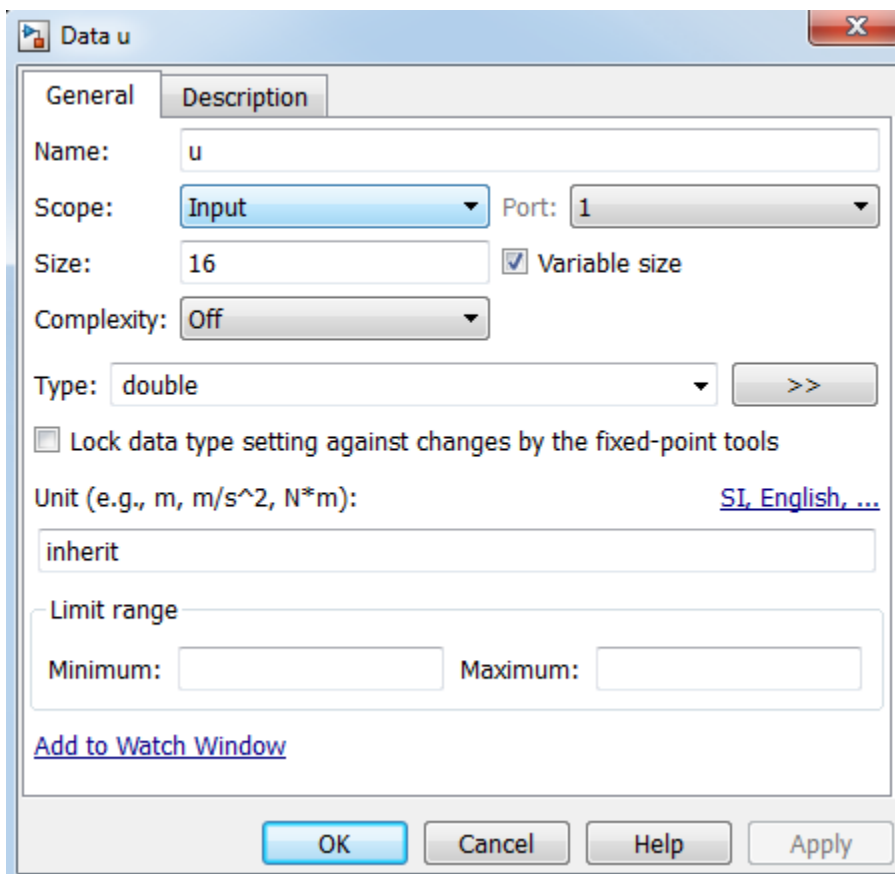 Data u
General Description
Name: u
Scope: Input Port: 1
Size: 16 Variable size
Complexity: Off
Type: double >>
Lock data type setting against changes by the fixed-point tools
Unit (e.g., m, m/s^2, N*m): SI, English, ...
inherit
Limit range
Minimum: Maximum:
Add to Watch Window
OK Cancel Help Apply